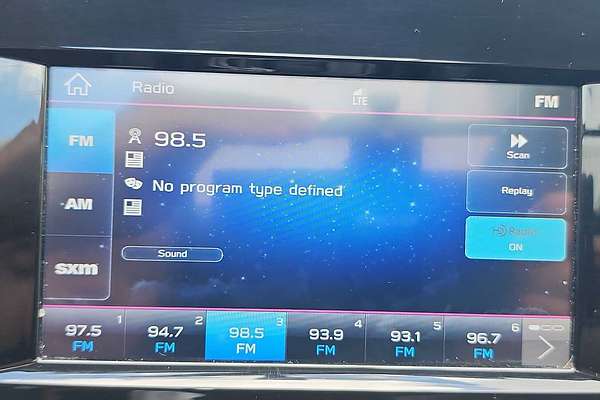 Radio
LTE
FM
FM
98.5
Scan
AM
No program type defined
Replay
HD Radio
ON
sxm
Sound
97.5 1
FM
94.7 2
FM
98.5 3
FM
93.9 4
FM
93.1 5
FM
96.7 6
FM